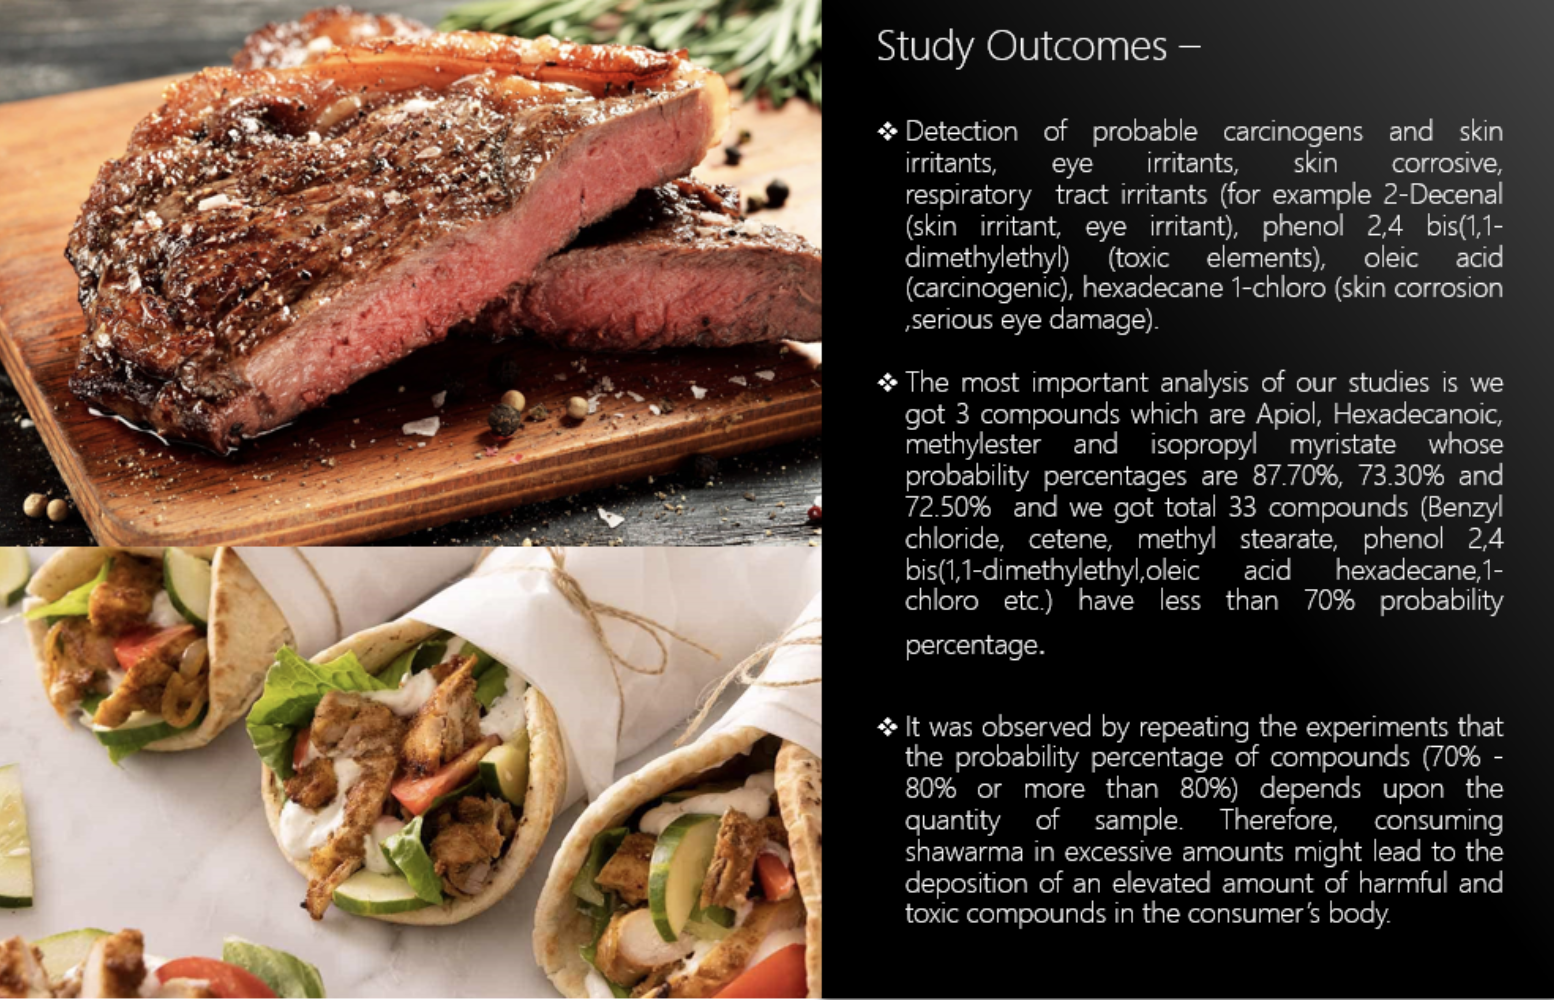 Study Outcomes –
❖ Detection of probable carcinogens and skin
irritants, eye irritants, skin corrosive,
respiratory tract irritants (for example 2-Decenal
(skin irritant, eye irritant), phenol 2,4 bis(1,1-
dimethylethyl) (toxic elements), oleic acid
(carcinogenic), hexadecane 1-chloro (skin corrosion
,serious eye damage).
❖ The most important analysis of our studies is we
got 3 compounds which are Apiol, Hexadecanoic,
methylester and isopropyl myristate whose
probability percentages are 87.70%, 73.30% and
72.50% and we got total 33 compounds (Benzyl
chloride, cetene, methyl stearate, phenol 2,4
bis(1,1-dimethylethyl,oleic acid hexadecane,1-
chloro etc.) have less than 70% probability
percentage.
❖ It was observed by repeating the experiments that
the probability percentage of compounds (70% -
80% or more than 80%) depends upon the
quantity of sample. Therefore, consuming
shawarma in excessive amounts might lead to the
deposition of an elevated amount of harmful and
toxic compounds in the consumer's body.